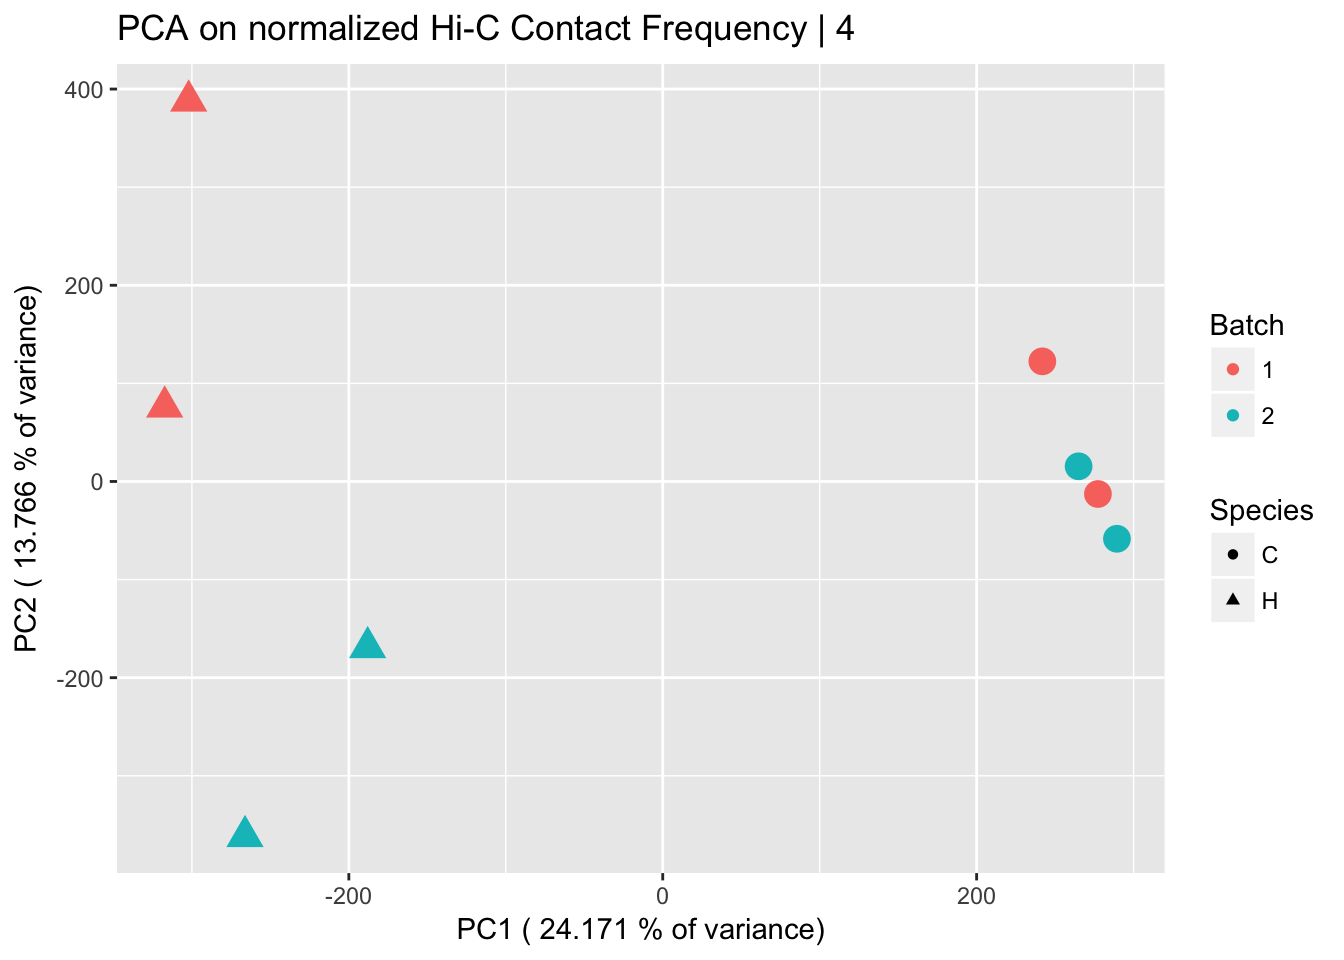 PCA on normalized Hi-C Contact Frequency | 4
400
200
0
-200
PC2 ( 13.766 % of variance)
-200
0
200
PC1 ( 24.171 % of variance)
Batch
1
2
Species
C
H